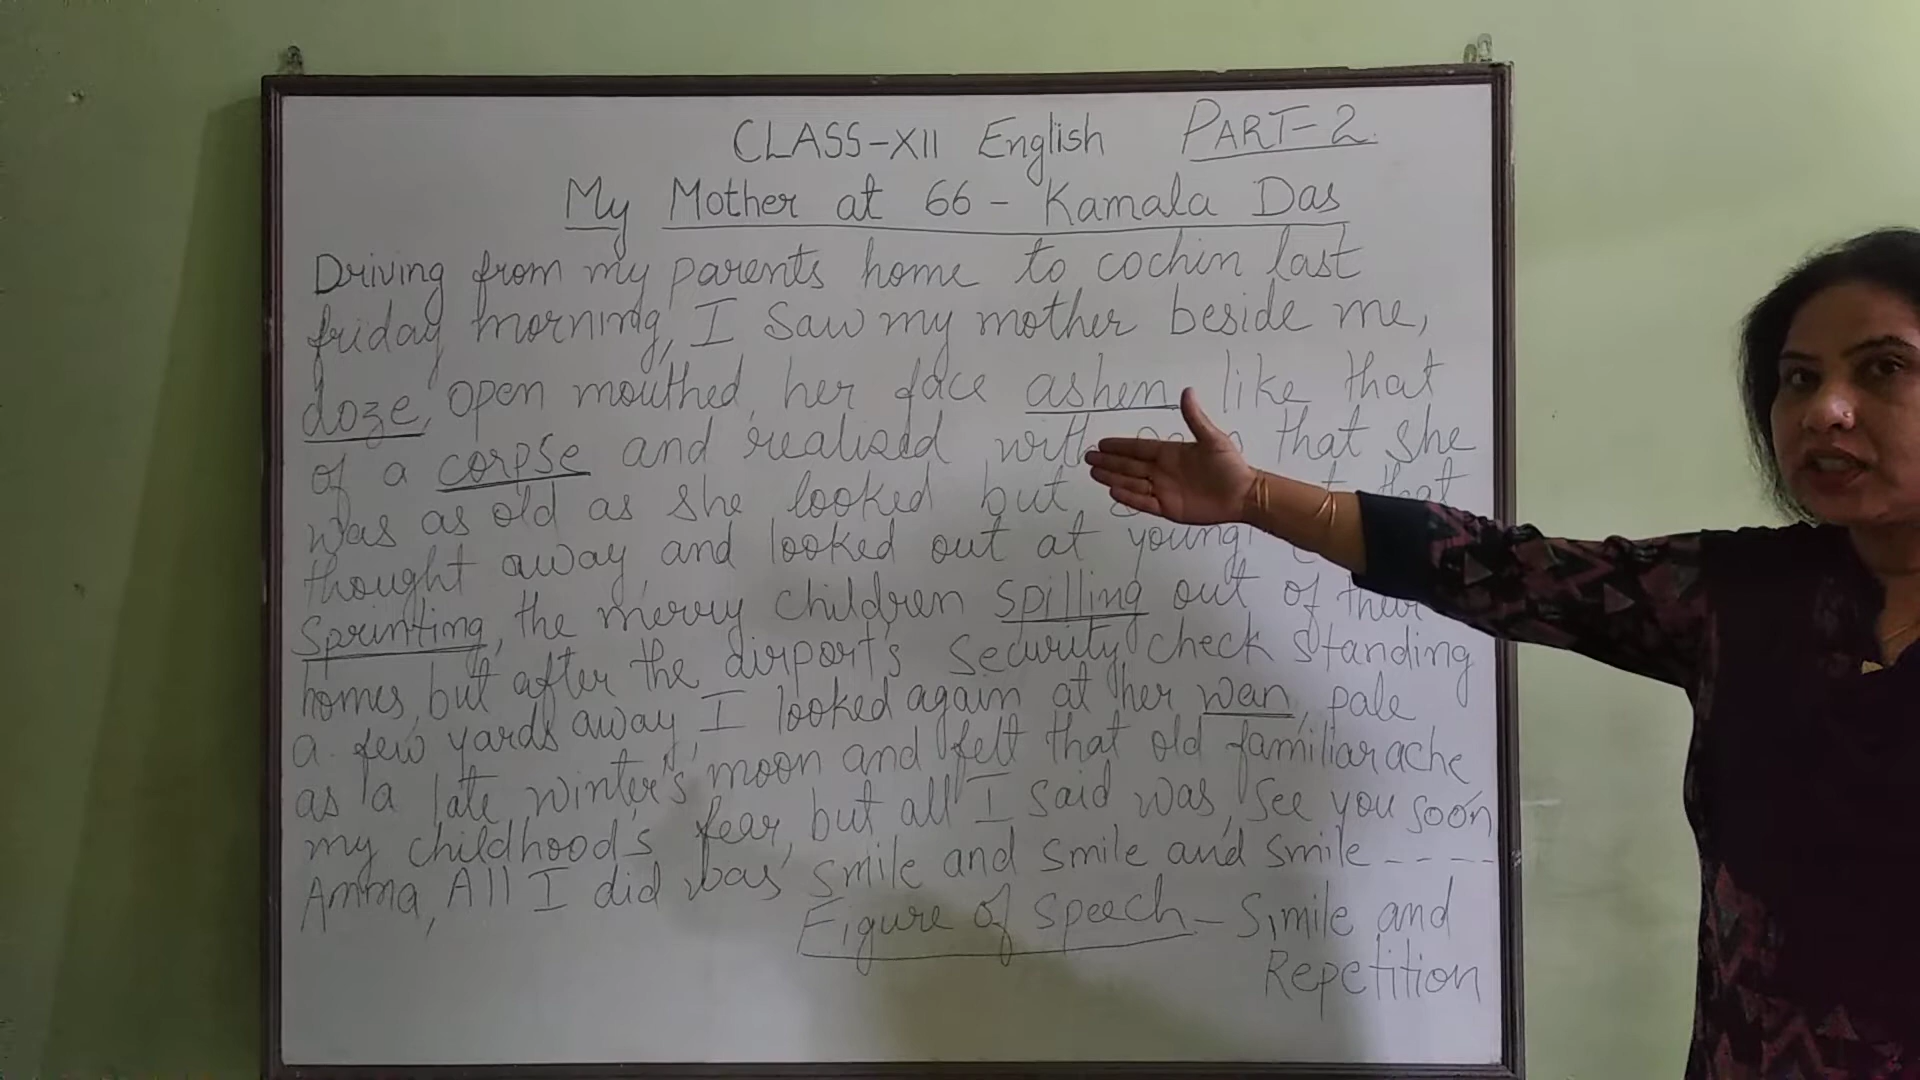 CLASS-XII English PART-2.
My Mother at 66 - Kamala Das
Driving from my parents home to cochin last
friday morning, I saw my mother beside me,
doze, open mouthed, her face ashen like that
of a corpse and realised with that she
was as old as she looked but that
thought away, and looked out at young
Sprinting, the merry children spilling out of their
homes, but after the airport's security check standing
a few yards away, I looked again at her wan, pale
as a late winter's moon and felt that old familiar ache
my childhood's fear, but all I said was, see you soon
Amma, All I did was smile and smile and smile ----
Figure of speech - Simile and
Repetition